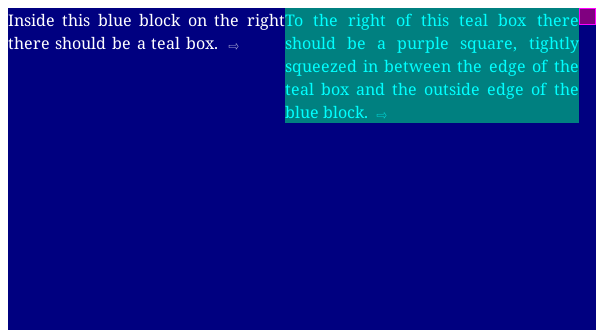 Inside this blue block on the right
there should be a teal box. ⇨
To the right of this teal box there
should be a purple square, tightly
squeezed in between the edge of the
teal box and the outside edge of the
blue block. ⇨